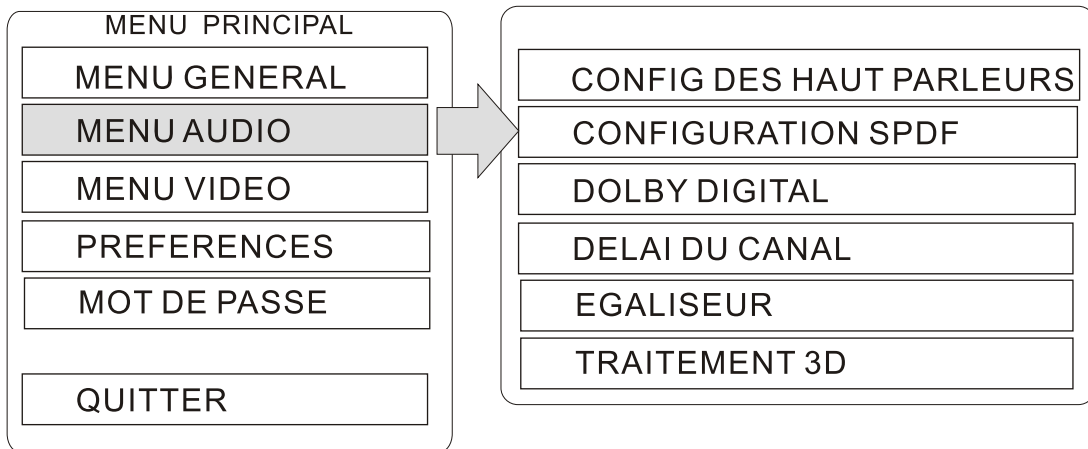 MENU PRINCIPAL
MENU GENERAL
MENU AUDIO
MENU VIDEO
PREFERENCES
MOT DE PASSE
QUITTER
CONFIG DES HAUT PARLEURS
CONFIGURATION SPDF
DOLBY DIGITAL
DELAI DU CANAL
EGALISEUR
TRAITEMENT 3D